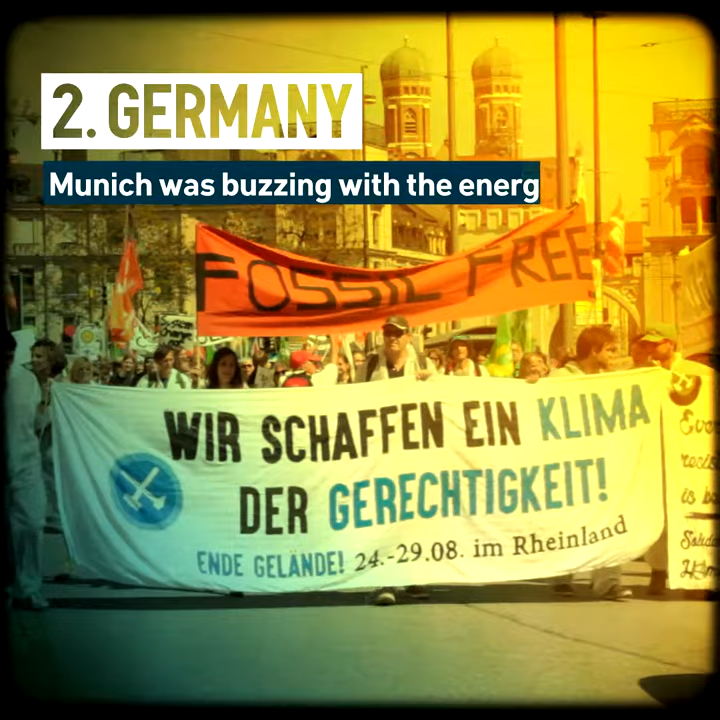 2. GERMANY
Munich was buzzing with the energ
FOSSIL FREE
WIR SCHAFFEN EIN KLIMA
DER GERECHTIGKEIT!
ENDE GELÄNDE! 24.-29.08. im Rheinland
is